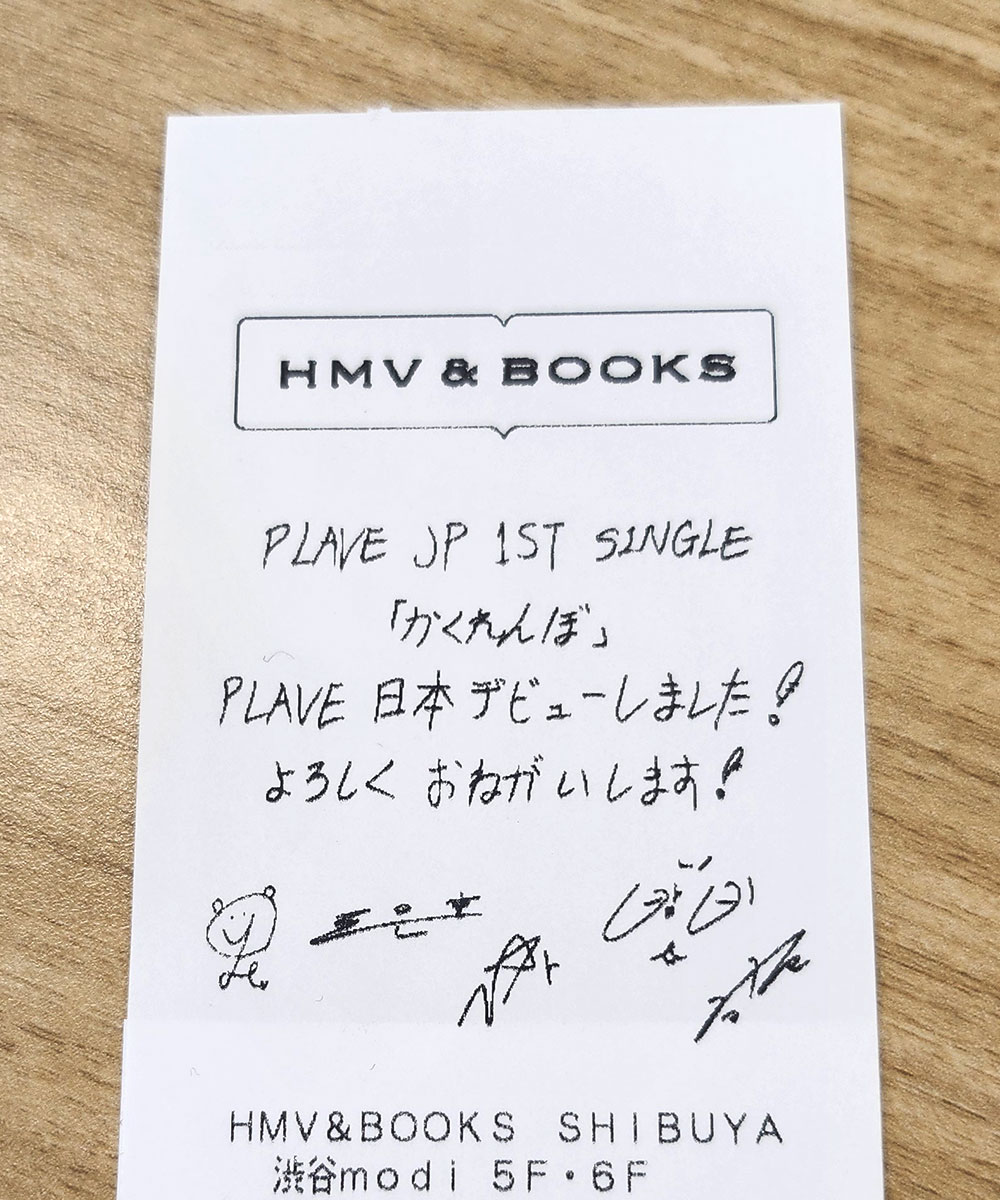 HMV & BOOKS
PLAVE JP 1ST SINGLE
「かくれんぼ」
PLAVE 日本デビューしました!
よろしく おねがいします!
HMV&BOOKS SHIBUYA
渋谷modi 5F・6F